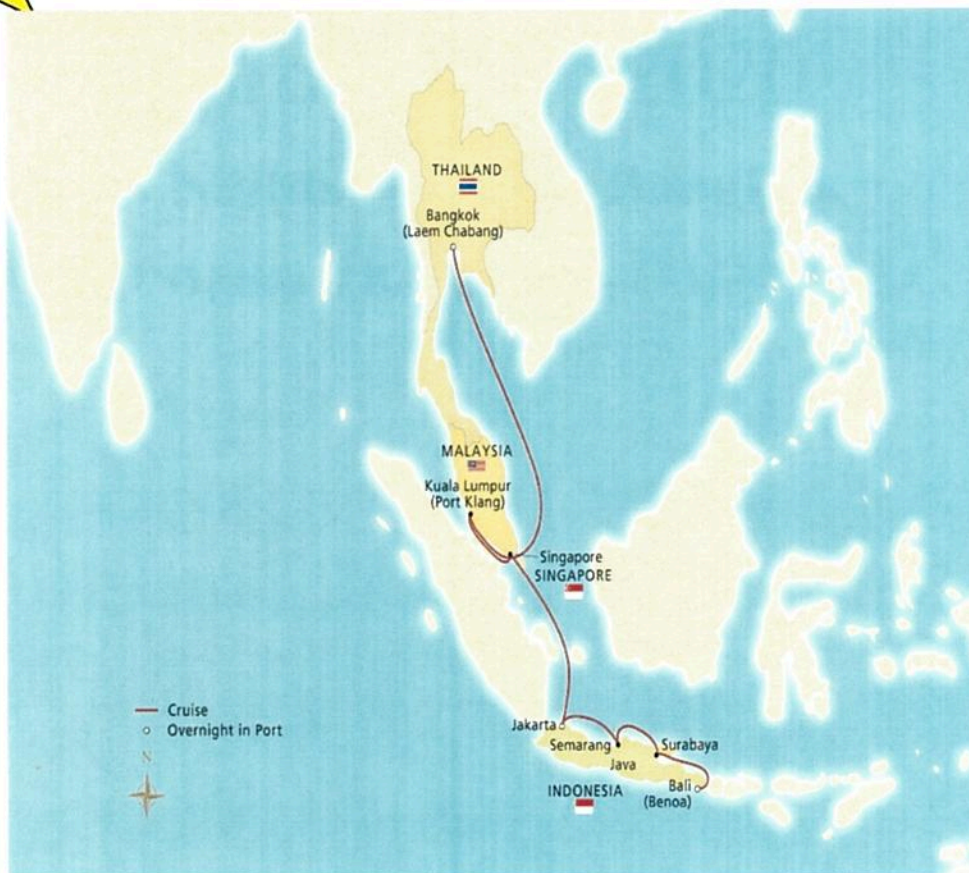 THAILAND
Bangkok
(Laem Chabang)
MALAYSIA
Kuala Lumpur
(Port Klang)
Singapore
SINGAPORE
Cruise
Overnight in Port
N
Jakarta
Semarang
Surabaya
Java
Bali
(Benoa)
INDONESIA